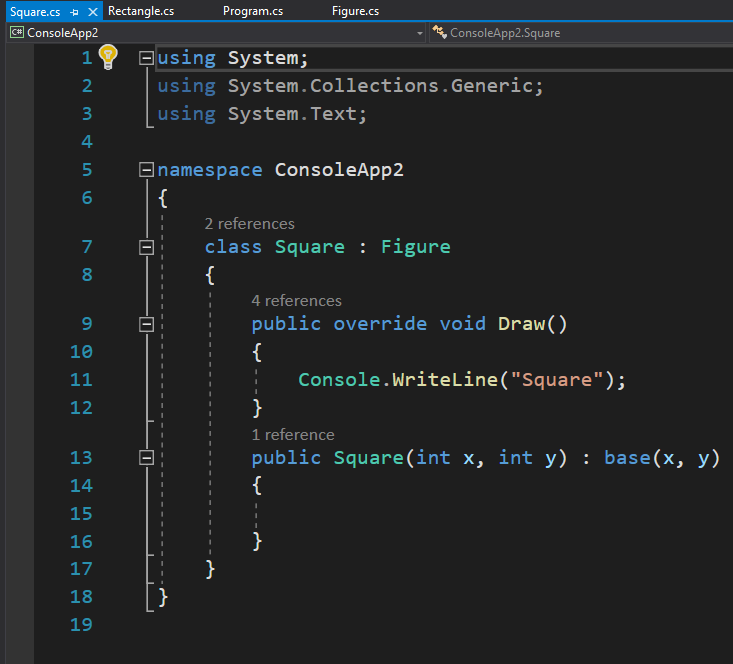 Square.cs Rectangle.cs Program.cs Figure.cs
C# ConsoleApp2 ConsoleApp2.Square
1 using System;
2 using System.Collections.Generic;
3 using System.Text;
4
5 namespace ConsoleApp2
6 {
2 references
7 class Square : Figure
8 {
4 references
9 public override void Draw()
10 {
11 Console.WriteLine("Square");
12 }
1 reference
13 public Square(int x, int y) : base(x, y)
14 {
15
16 }
17 }
18 }
19